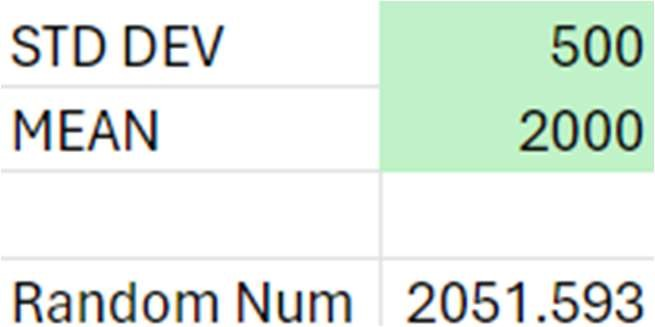 STD DEV 500
MEAN 2000
Random Num 2051.593